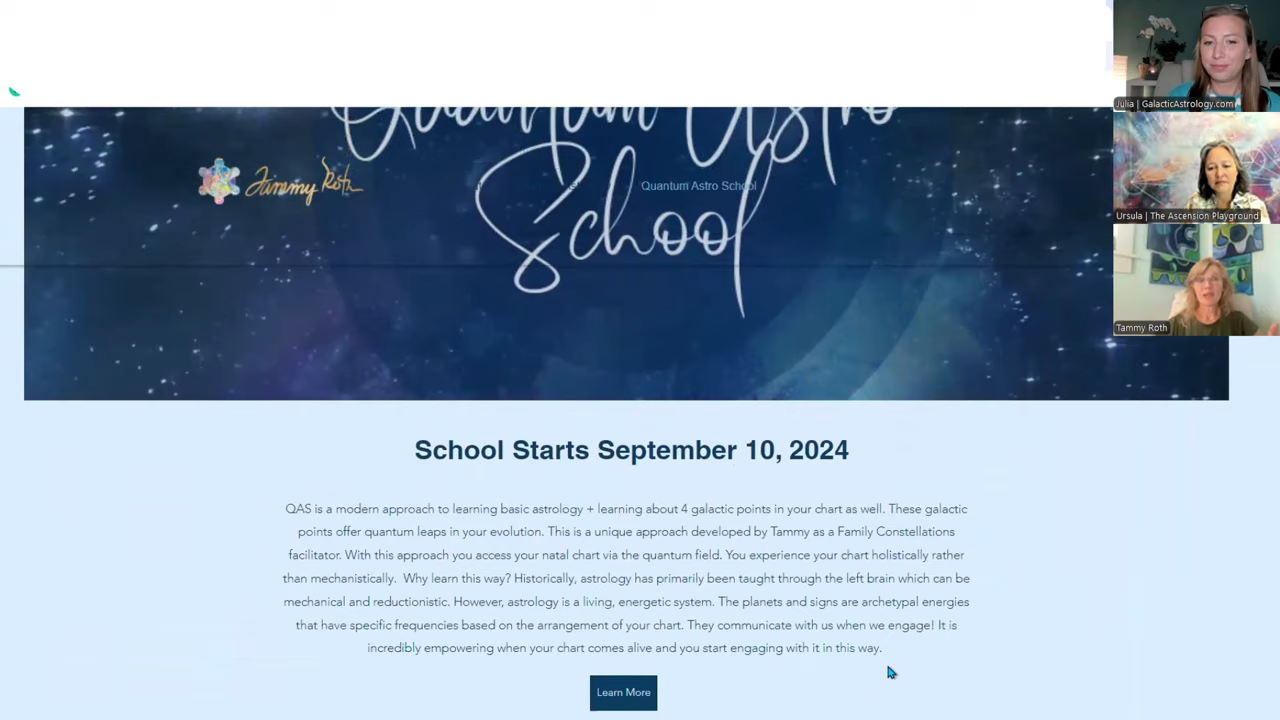 Quantum Astro
School
Tammy Roth
Quantum Astro School
School Starts September 10, 2024
QAS is a modern approach to learning basic astrology + learning about 4 galactic points in your chart as well. These galactic
points offer quantum leaps in your evolution. This is a unique approach developed by Tammy as a Family Constellations
facilitator. With this approach you access your natal chart via the quantum field. You experience your chart holistically rather
than mechanistically.  Why learn this way? Historically, astrology has primarily been taught through the left brain which can be
mechanical and reductionistic. However, astrology is a living, energetic system. The planets and signs are archetypal energies
that have specific frequencies based on the arrangement of your chart. They communicate with us when we engage! It is
incredibly empowering when your chart comes alive and you start engaging with it in this way.
Learn More
Julia | GalacticAstrology.com
Ursula | The Ascension Playground
Tammy Roth